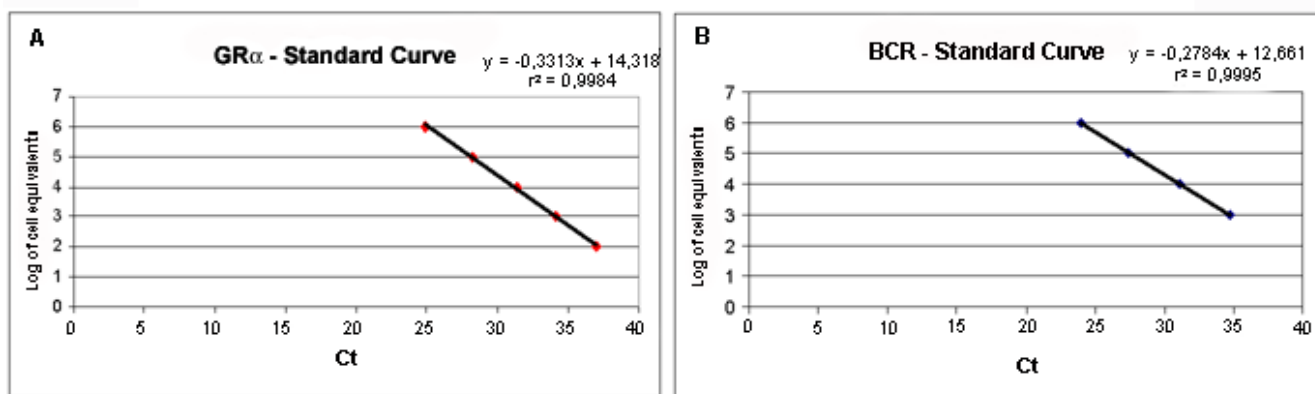 A
GRα - Standard Curve
y = -0,3313x + 14,318
r² = 0,9984
Log of cell equivalents
7
6
5
4
3
2
1
0
0 5 10 15 20 25 30 35 40
Ct
B
BCR - Standard Curve
y = -0,2784x + 12,661
r² = 0,9995
Log of cell equivalents
7
6
5
4
3
2
1
0
0 5 10 15 20 25 30 35 40
Ct